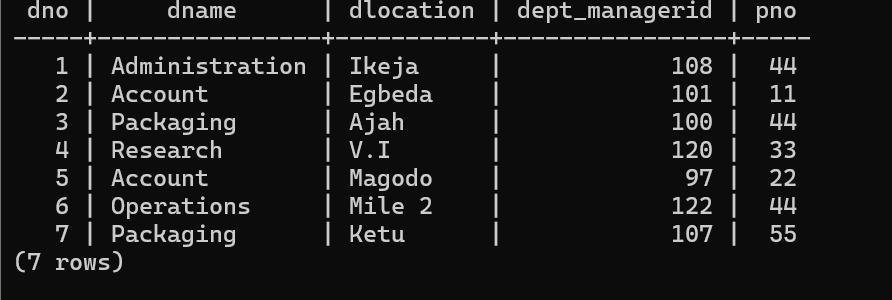 dno | dname | dlocation | dept_managerid | pno
-----+----------------+-----------+----------------+-----
1 | Administration | Ikeja | 108 | 44
2 | Account | Egbeda | 101 | 11
3 | Packaging | Ajah | 100 | 44
4 | Research | V.I | 120 | 33
5 | Account | Magodo | 97 | 22
6 | Operations | Mile 2 | 122 | 44
7 | Packaging | Ketu | 107 | 55
(7 rows)